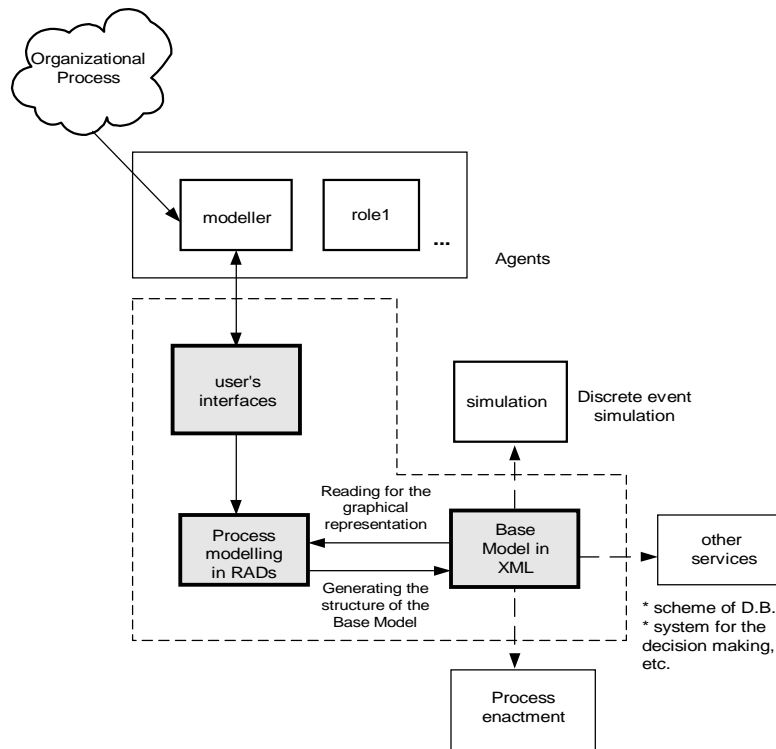 Organizational
Process
modeller
role1
...
Agents
user's
interfaces
simulation
Discrete event
simulation
Reading for the
graphical
representation
Process
modelling
in RADs
Base
Model in
XML
other
services
Generating the
structure of the
Base Model
* scheme of D.B.
* system for the
decision making,
etc.
Process
enactment